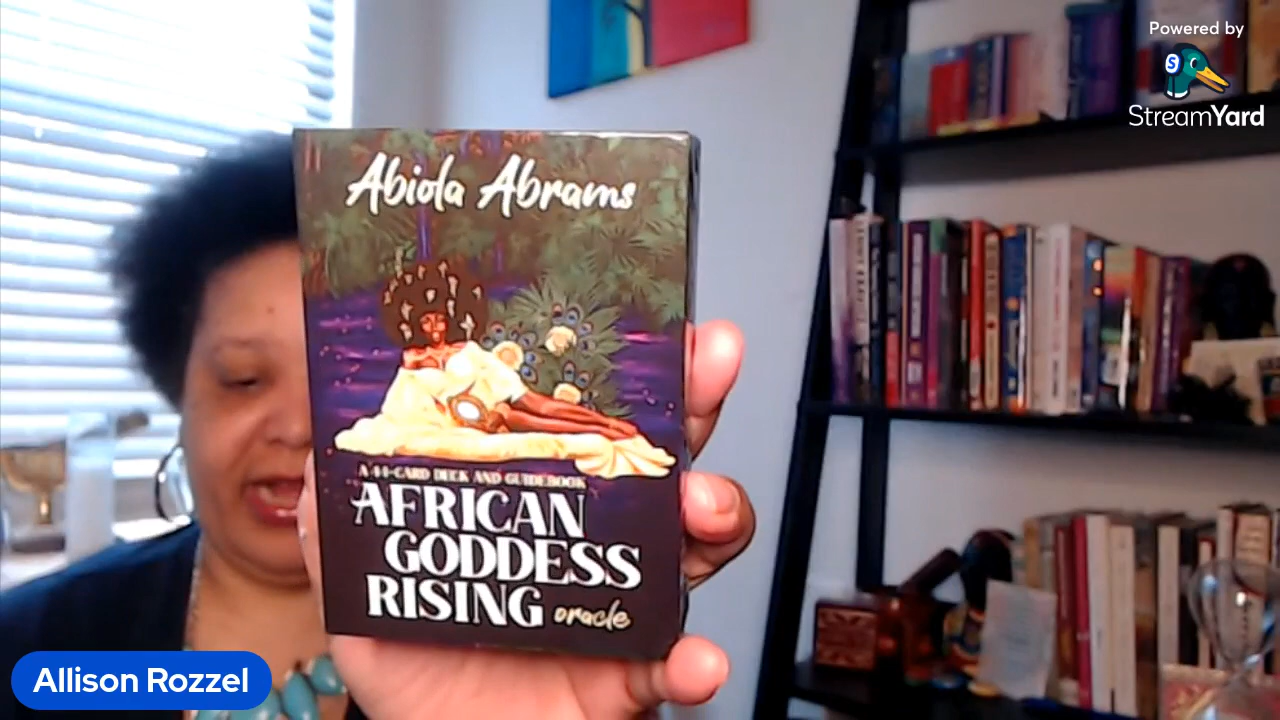 Powered by
S
StreamYard
Abiola Abrams
A 44-CARD DECK AND GUIDEBOOK
AFRICAN
GODDESS
RISING oracle
Allison Rozzel